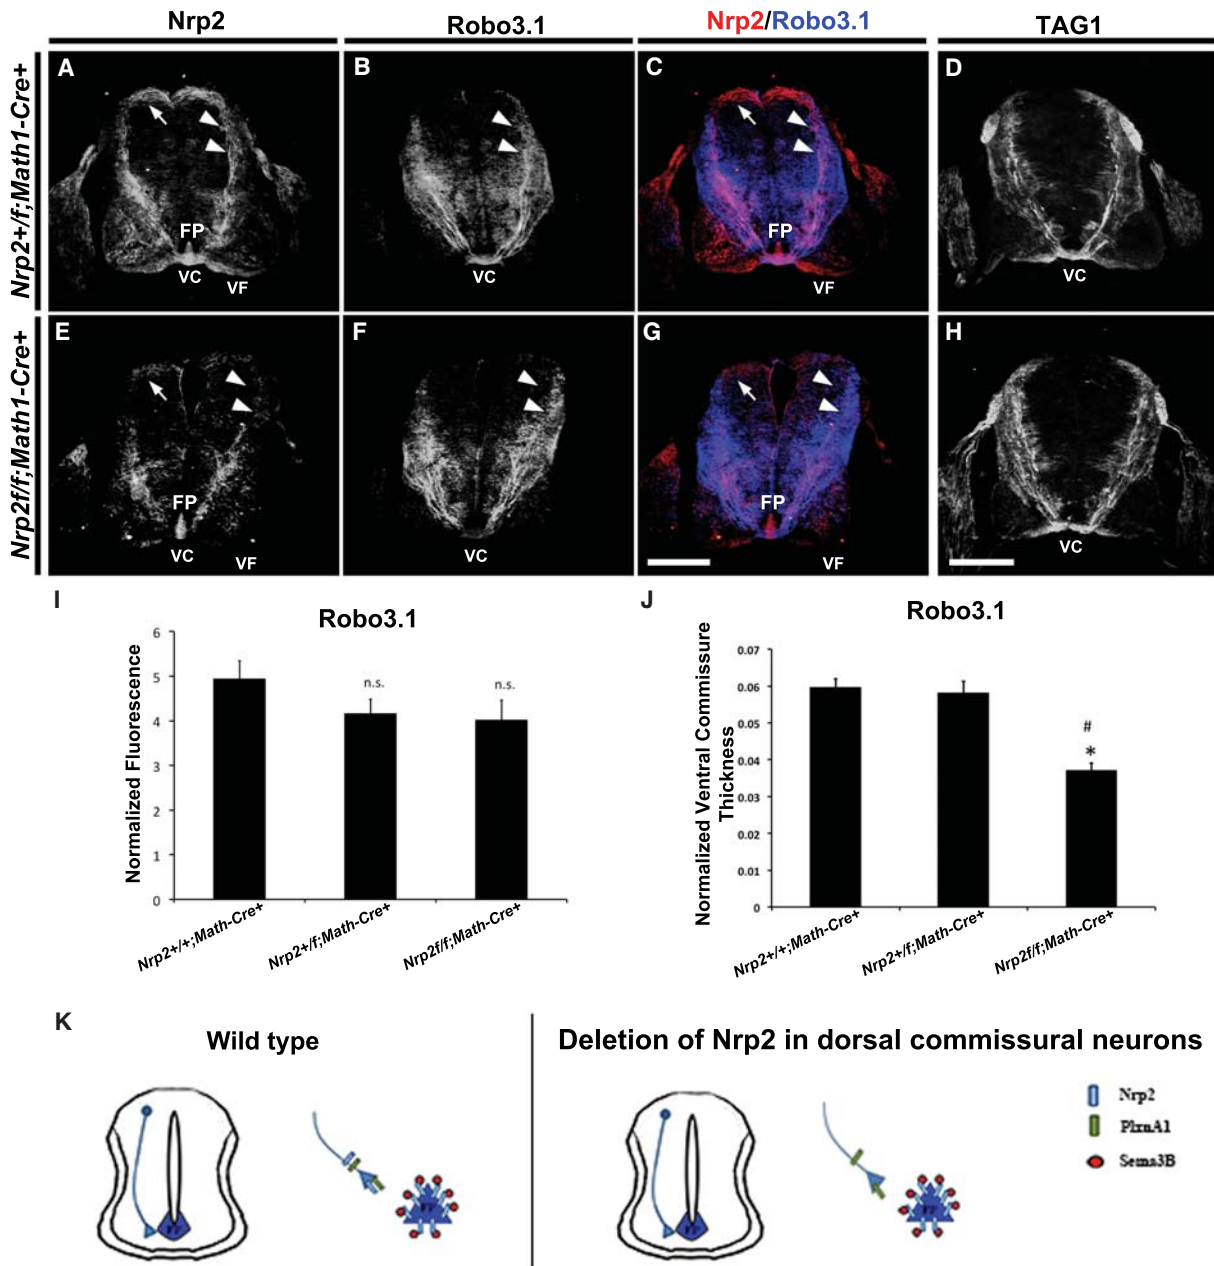 Nrp2
Robo3.1
Nrp2/Robo3.1
TAG1
Nrp2+/f;Math1-Cre+
A
B
C
D
FP
VC
VF
VC
FP
VF
VC
Nrp2f/f;Math1-Cre+
E
F
G
H
FP
VC
VF
FP
VF
VC
I
Robo3.1
Normalized Fluorescence
6
5
4
3
2
1
0
n.s.
n.s.
Nrp2+/+;Math-Cre+
Nrp2+/f;Math-Cre+
Nrp2f/f;Math-Cre+
J
Robo3.1
Normalized Ventral Commissure
Thickness
0.07
0.06
0.05
0.04
0.03
0.02
0.01
0
#
*
Nrp2+/+;Math-Cre+
Nrp2+/f;Math-Cre+
Nrp2f/f;Math-Cre+
K
Wild type
FP
FP
Deletion of Nrp2 in dorsal commissural neurons
FP
FP
Nrp2
PlxnA1
Sema3B